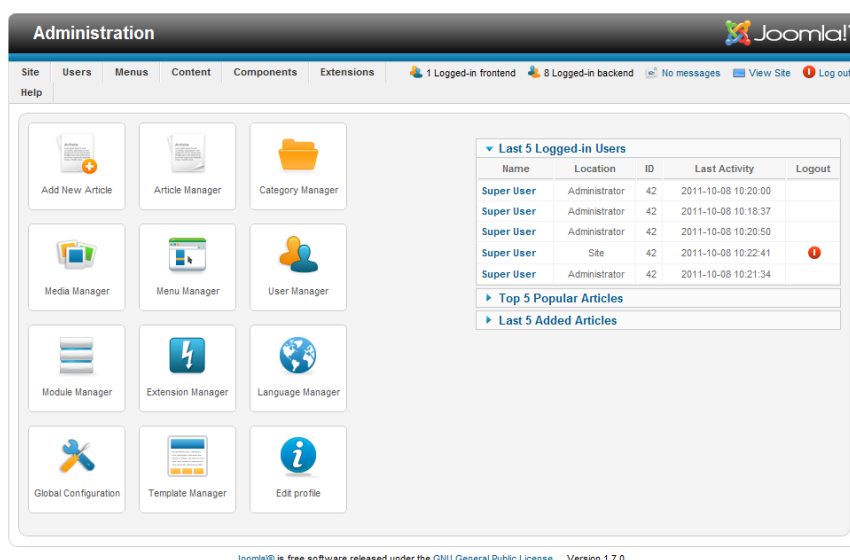 Administration
Joomla!
Site Users Menus Content Components Extensions 1 Logged-in frontend 8 Logged-in backend No messages View Site Log out
Help
Add New Article
Article Manager
Category Manager
Media Manager
Menu Manager
User Manager
Module Manager
Extension Manager
Language Manager
Global Configuration
Template Manager
Edit profile
Last 5 Logged-in Users
Name Location ID Last Activity Logout
Super User Administrator 42 2011-10-08 10:20:00
Super User Administrator 42 2011-10-08 10:18:37
Super User Administrator 42 2011-10-08 10:20:50
Super User Site 42 2011-10-08 10:22:41
Super User Administrator 42 2011-10-08 10:21:34
Top 5 Popular Articles
Last 5 Added Articles
Joomla!® is free software released under the GNU General Public License. Version 1.7.0